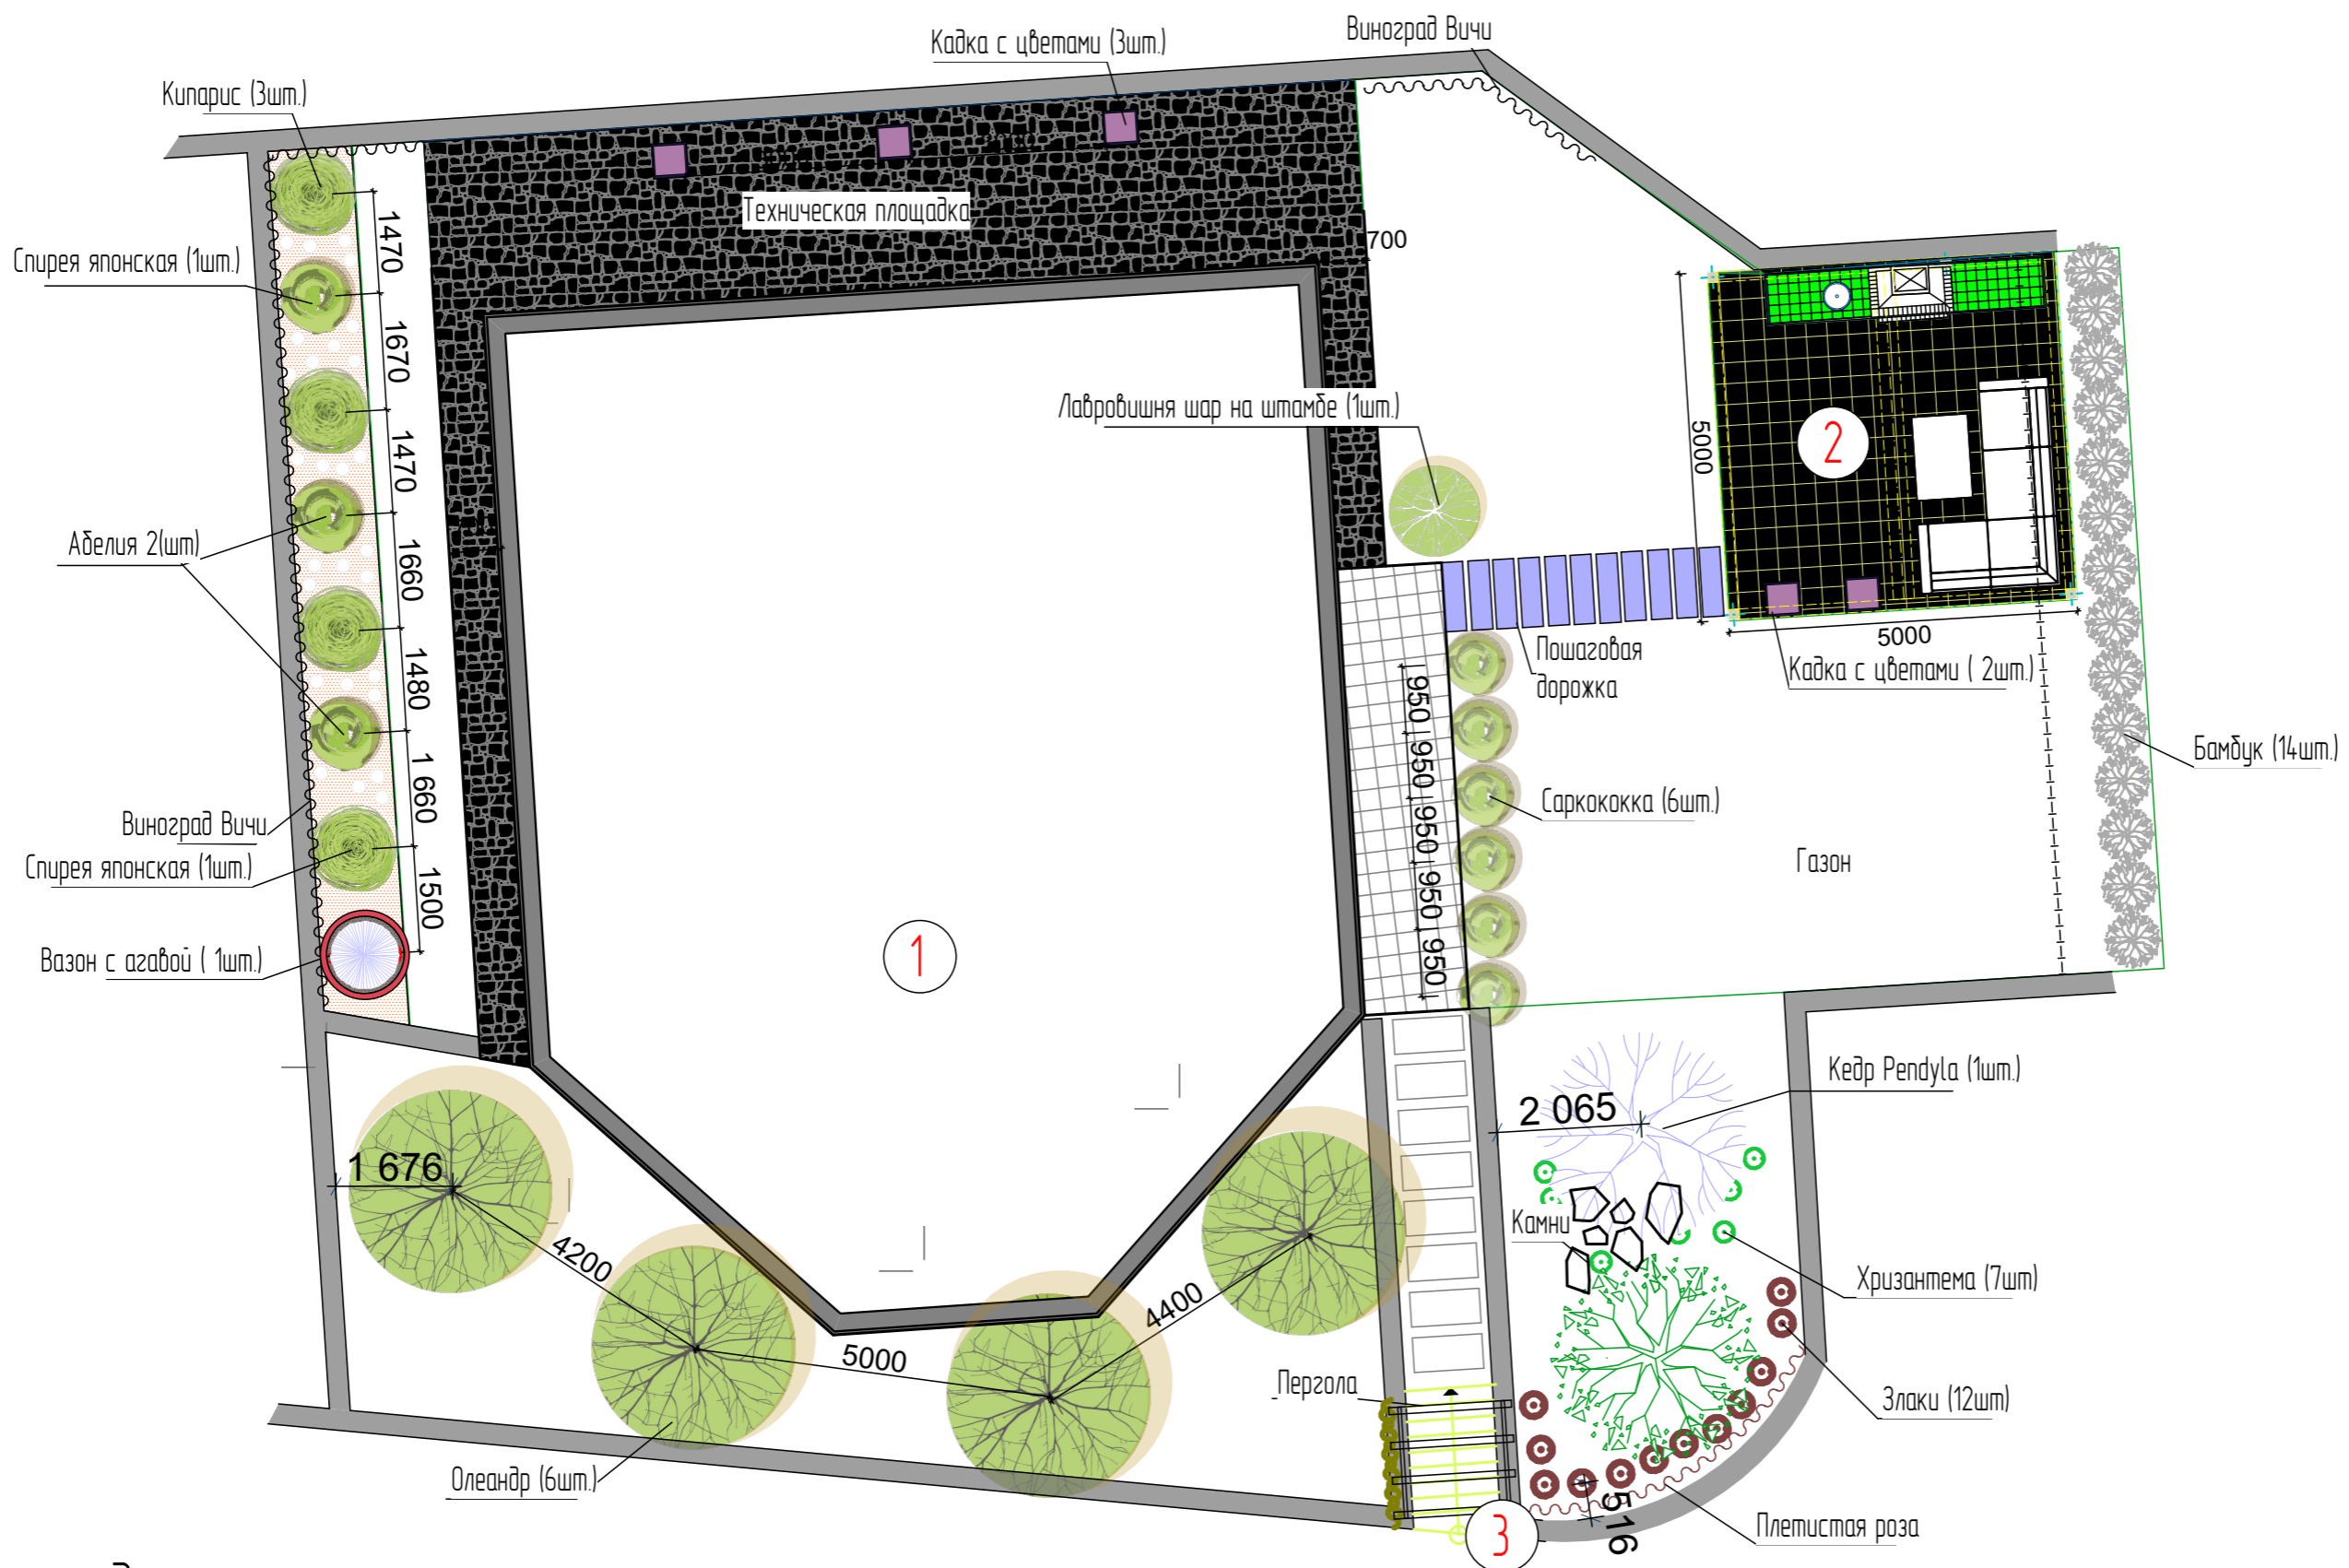 Виноград Вичи
Кадка с цветами (3шт.)
Кипарис (3шт.)
Техническая площадка
700
Спирея японская (1шт.)
1470
1670
1470
1660
1480
1 660
1500
Лавровишня шар на штамбе (1шт.)
5000
2
5000
Абелия 2(шт)
Пошаговая
дорожка
Кадка с цветами ( 2шт.)
950
950
950
950
950
Бамбук (14шт.)
Саркококка (6шт.)
Виноград Вичи
Газон
Спирея японская (1шт.)
Вазон с агавой ( 1шт.)
1
Кедр Pendyla (1шт.)
2 065
1 676
Камни
4200
Хризантема (7шт)
4400
5000
Пергола
Злаки (12шт)
Олеандр (6шт.)
516
3
Плетистая роза